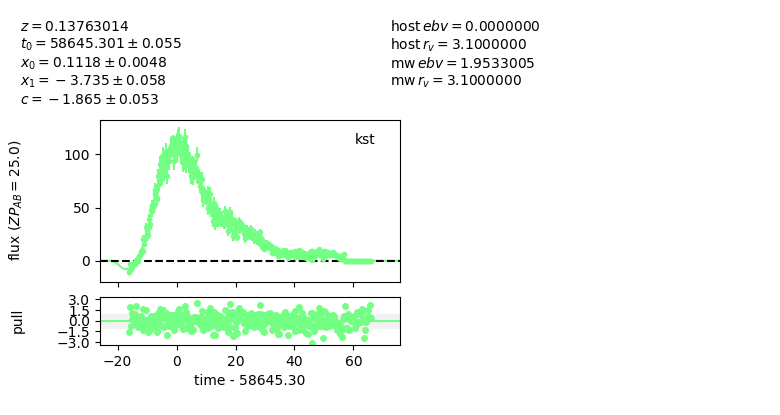 z = 0.13763014
t0 = 58645.301 ± 0.055
x0 = 0.1118 ± 0.0048
x1 = −3.735 ± 0.058
c = −1.865 ± 0.053
host ebv = 0.0000000
host rv = 3.1000000
mw ebv = 1.9533005
mw rv = 3.1000000
kst
flux (ZPAB = 25.0)
100
50
0
pull
3.0
1.5
0.0
−1.5
−3.0
−20 0 20 40 60
time - 58645.30